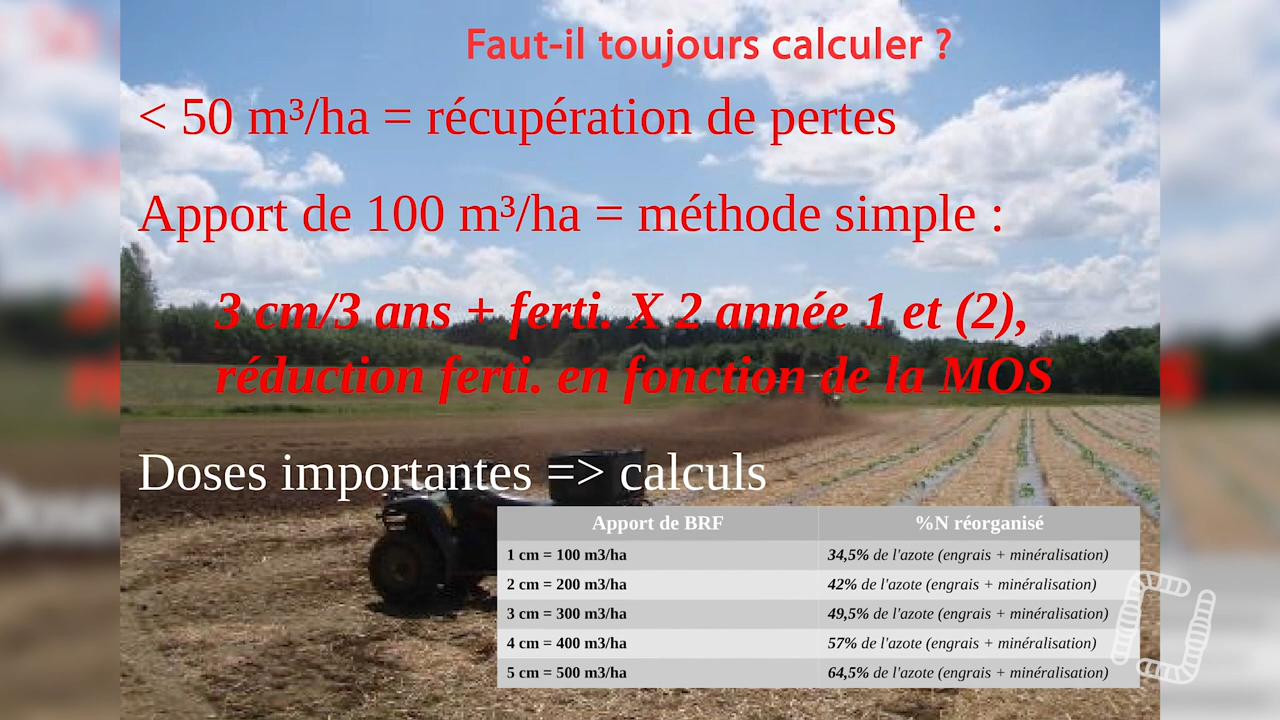 Faut-il toujours calculer ?
< 50 m³/ha = récupération de pertes
Apport de 100 m³/ha = méthode simple :
3 cm/3 ans + ferti. X 2 année 1 et (2),
réduction ferti. en fonction de la MOS
Doses importantes => calculs
Apport de BRF %N réorganisé
1 cm = 100 m3/ha 34,5% de l'azote (engrais + minéralisation)
2 cm = 200 m3/ha 42% de l'azote (engrais + minéralisation)
3 cm = 300 m3/ha 49,5% de l'azote (engrais + minéralisation)
4 cm = 400 m3/ha 57% de l'azote (engrais + minéralisation)
5 cm = 500 m3/ha 64,5% de l'azote (engrais + minéralisation)